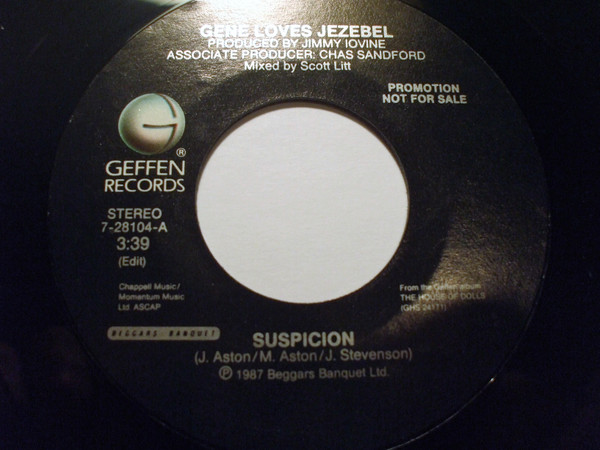 GENE LOVES JEZEBEL
PRODUCED BY JIMMY IOVINE
ASSOCIATE PRODUCER: CHAS SANDFORD
Mixed by Scott Litt
PROMOTION
NOT FOR SALE
G
GEFFEN®
RECORDS
STEREO
7-28104-A
3:39
(Edit)
Chappell Music/
Momentum Music
Ltd. ASCAP
From the Geffen album
THE HOUSE OF DOLLS
(GHS 24171)
BEGGARS BANQUET
SUSPICION
(J. Aston/M. Aston/J. Stevenson)
℗ 1987 Beggars Banquet Ltd.